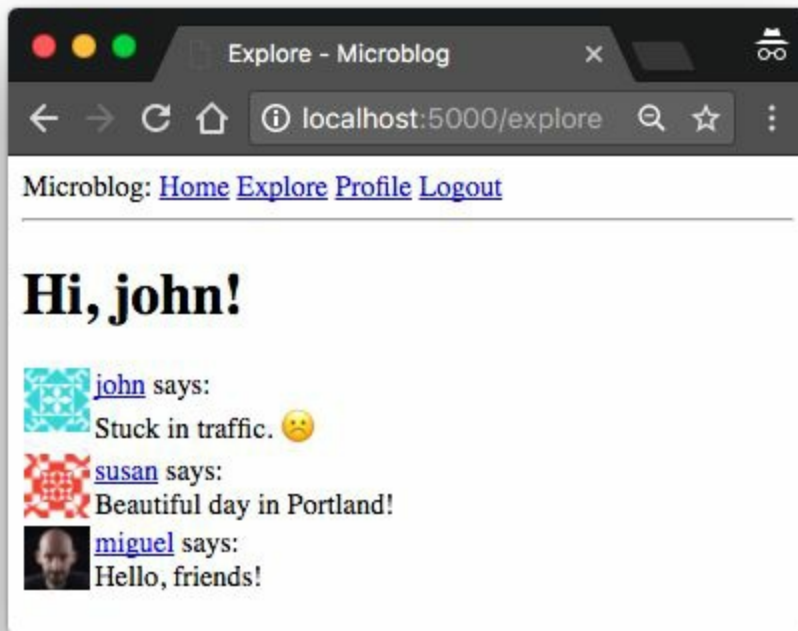 Explore - Microblog
localhost:5000/explore
Microblog: Home Explore Profile Logout
Hi, john!
john says:
Stuck in traffic. ☹️
susan says:
Beautiful day in Portland!
miguel says:
Hello, friends!